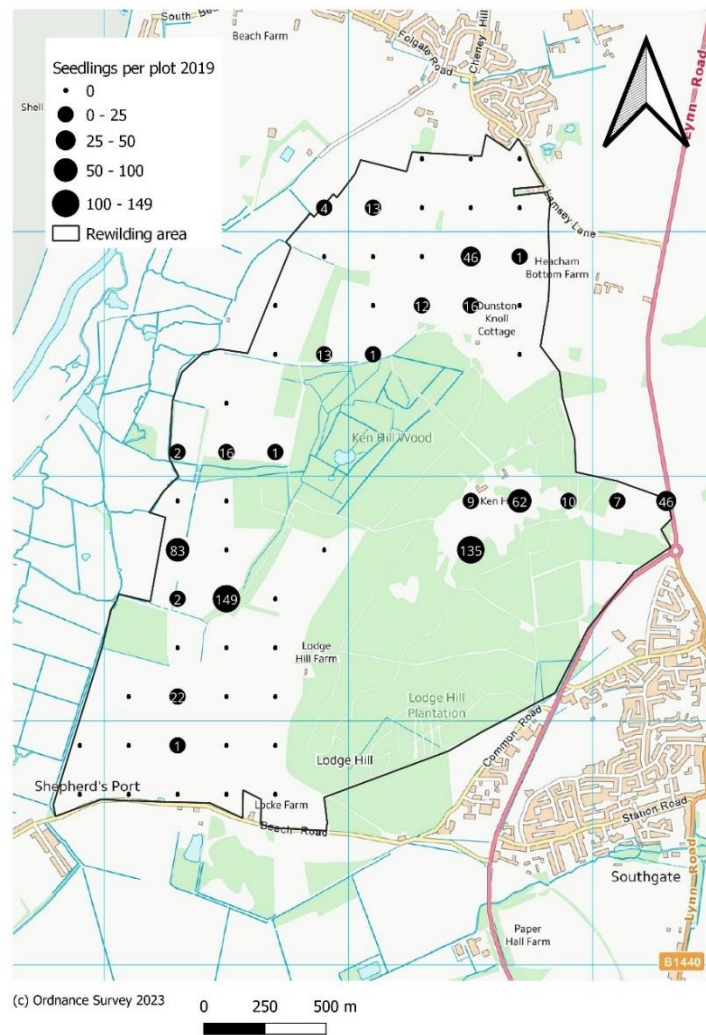 South Be
Beach Farm
Folgate Road
Cheney Hill
Lynn Road
Seedlings per plot 2019
0
0 - 25
25 - 50
50 - 100
100 - 149
Rewilding area
Shell
Lamsey Lane
4
13
46
1
Heacham
Bottom Farm
12
16
Dunston
Knoll
Cottage
13
1
Ken Hill Wood
2
16
1
9
Ken H
62
10
7
46
83
135
2
149
Lodge
Hill Farm
22
Lodge Hill
Plantation
1
Lodge Hill
Common Road
Shepherd's Port
Locke Farm
Beach Road
Station Road
Southgate
Lynn Road
Paper
Hall Farm
B1440
(c) Ordnance Survey 2023
0 250 500 m